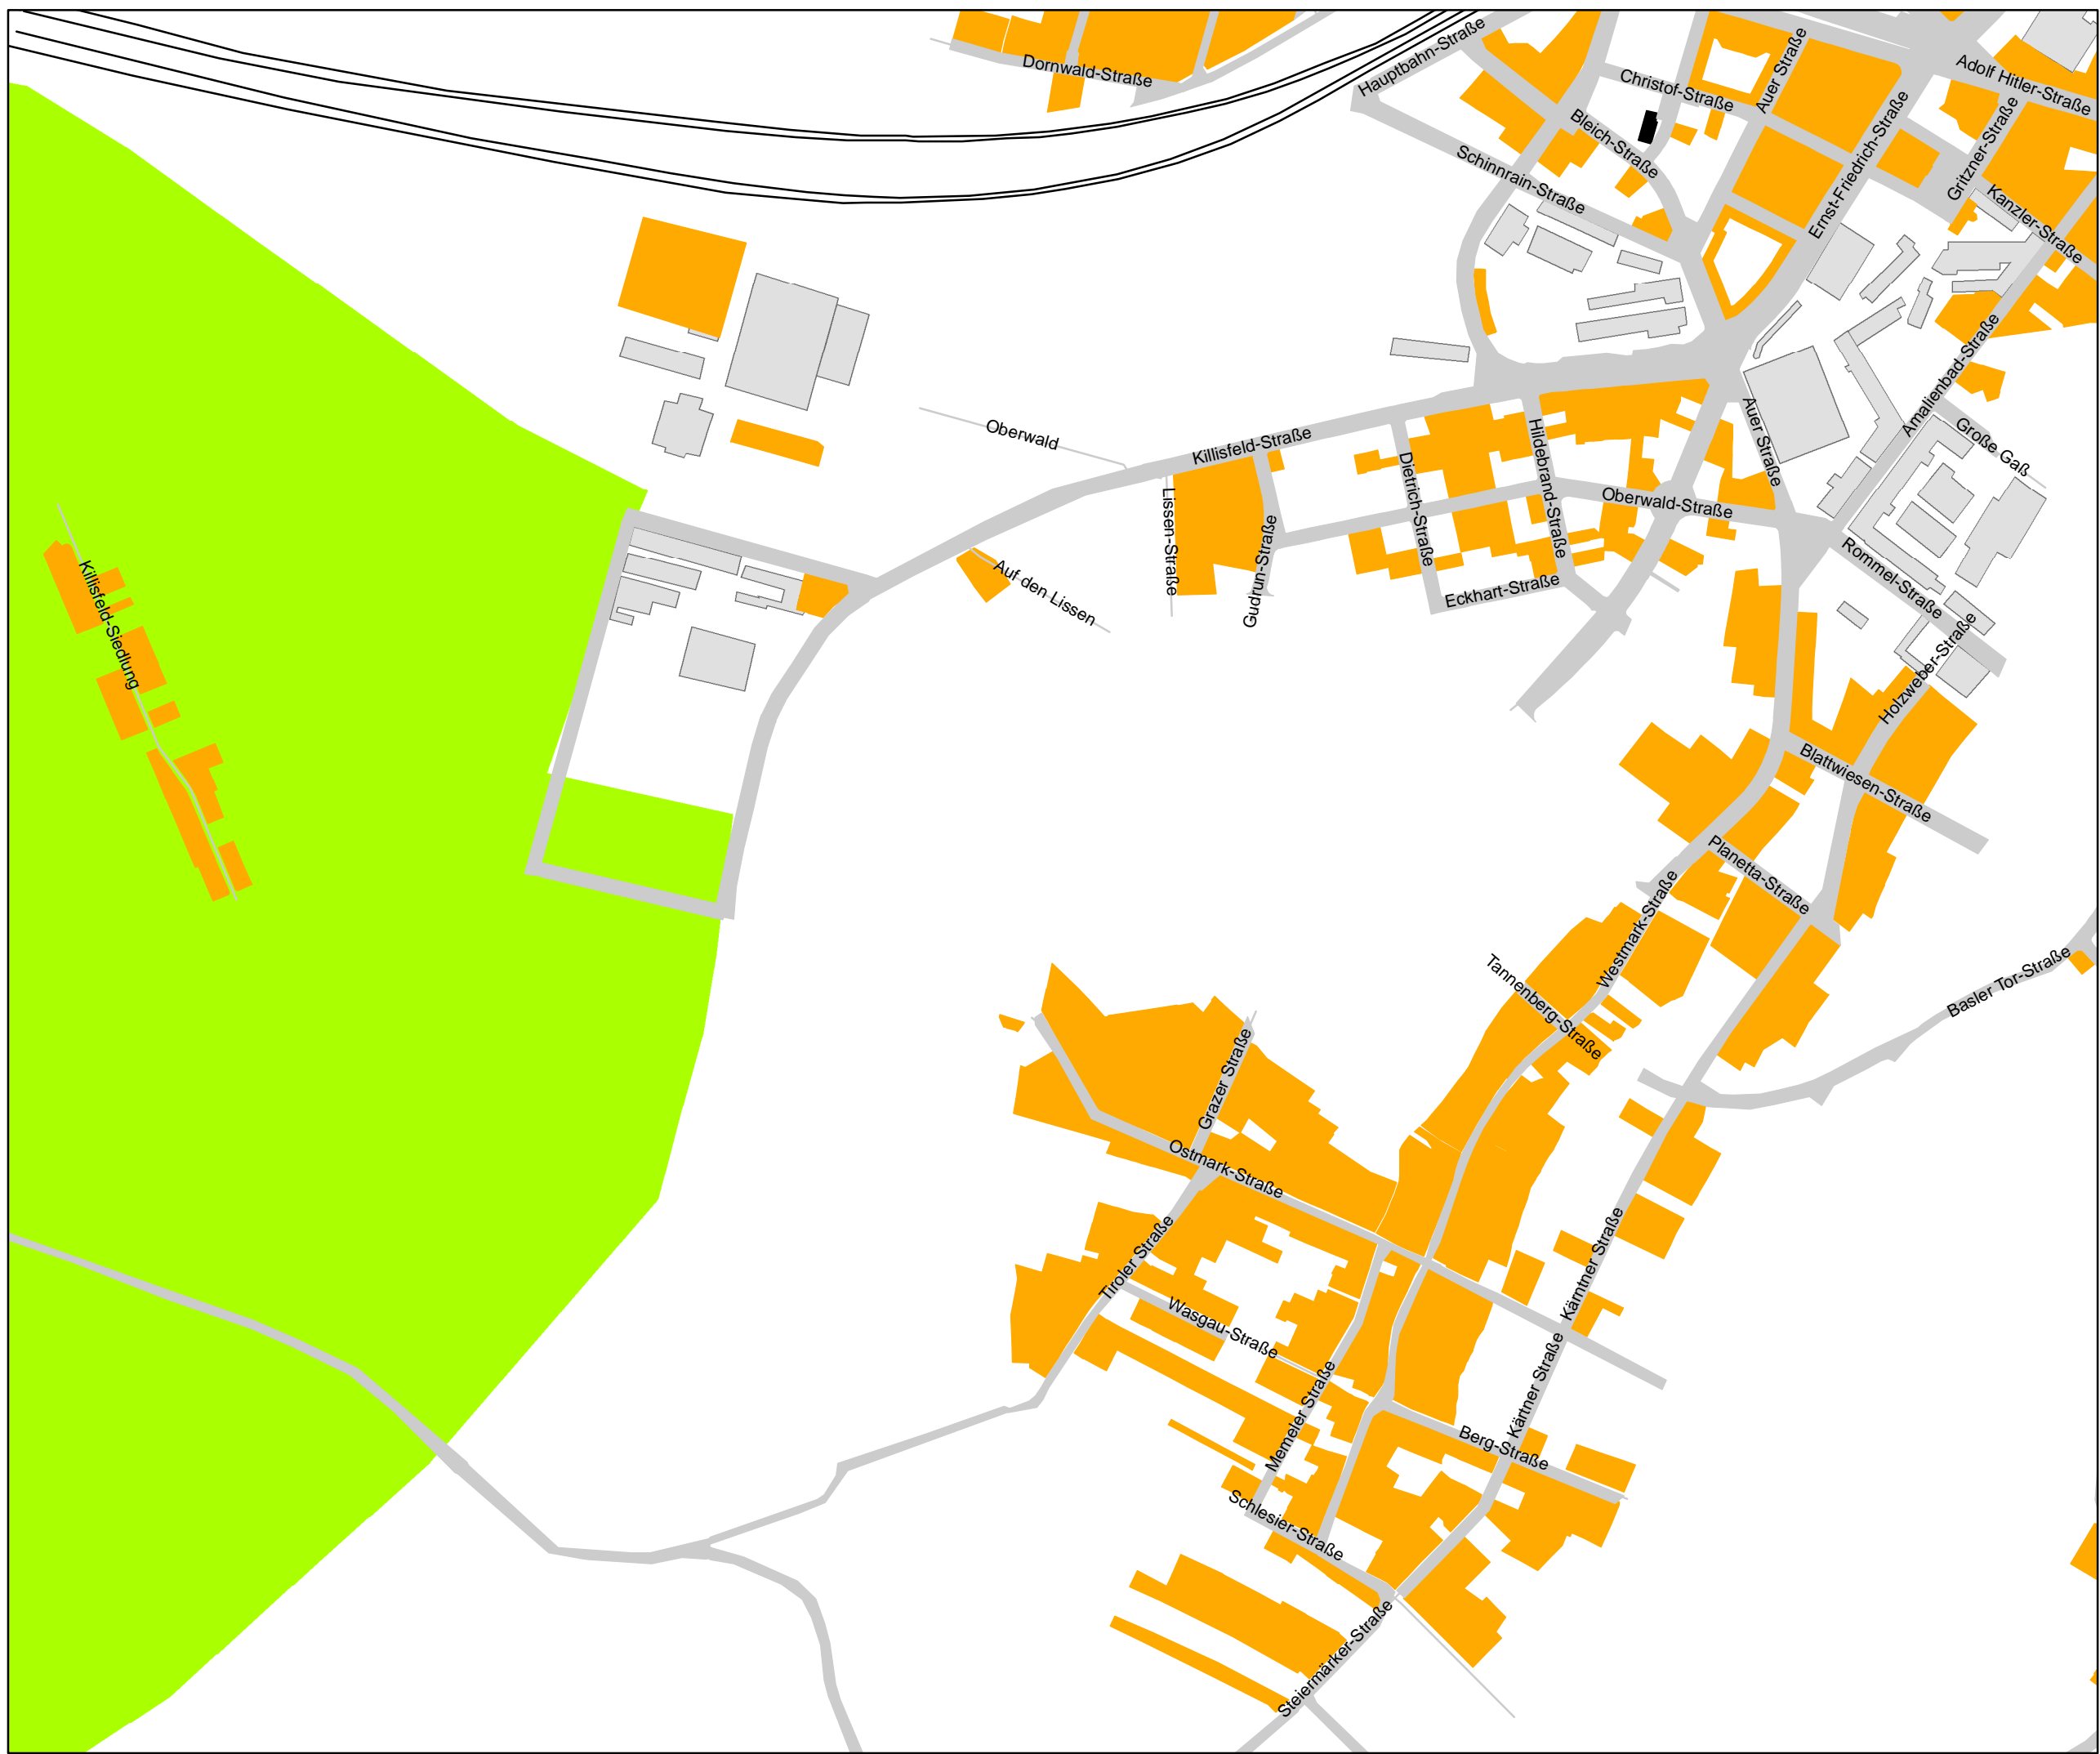 Dornwald-Straße
Hauptbahn-Straße
Christof-Straße
Auer Straße
Adolf Hitler-Straße
Bleich-Straße
Ernst-Friedrich-Straße
Gritzner-Straße
Schinnrain-Straße
Kanzler-Straße
Amalienbad-Straße
Oberwald
Killisfeld-Straße
Hildebrand-Straße
Auer Straße
Große Gaß
Dietrich-Straße
Lissen-Straße
Oberwald-Straße
Gudrun-Straße
Auf den Lissen
Eckhart-Straße
Rommel-Straße
Killisfeld-Siedlung
Holzweber-Straße
Blattwiesen-Straße
Planetta-Straße
Westmark-Straße
Tannenberg-Straße
Basler Tor-Straße
Grazer Straße
Ostmark-Straße
Tiroler Straße
Kärntner Straße
Wasgau-Straße
Kärtner Straße
Memeler Straße
Berg-Straße
Schlesier-Straße
Steiermärker-Straße